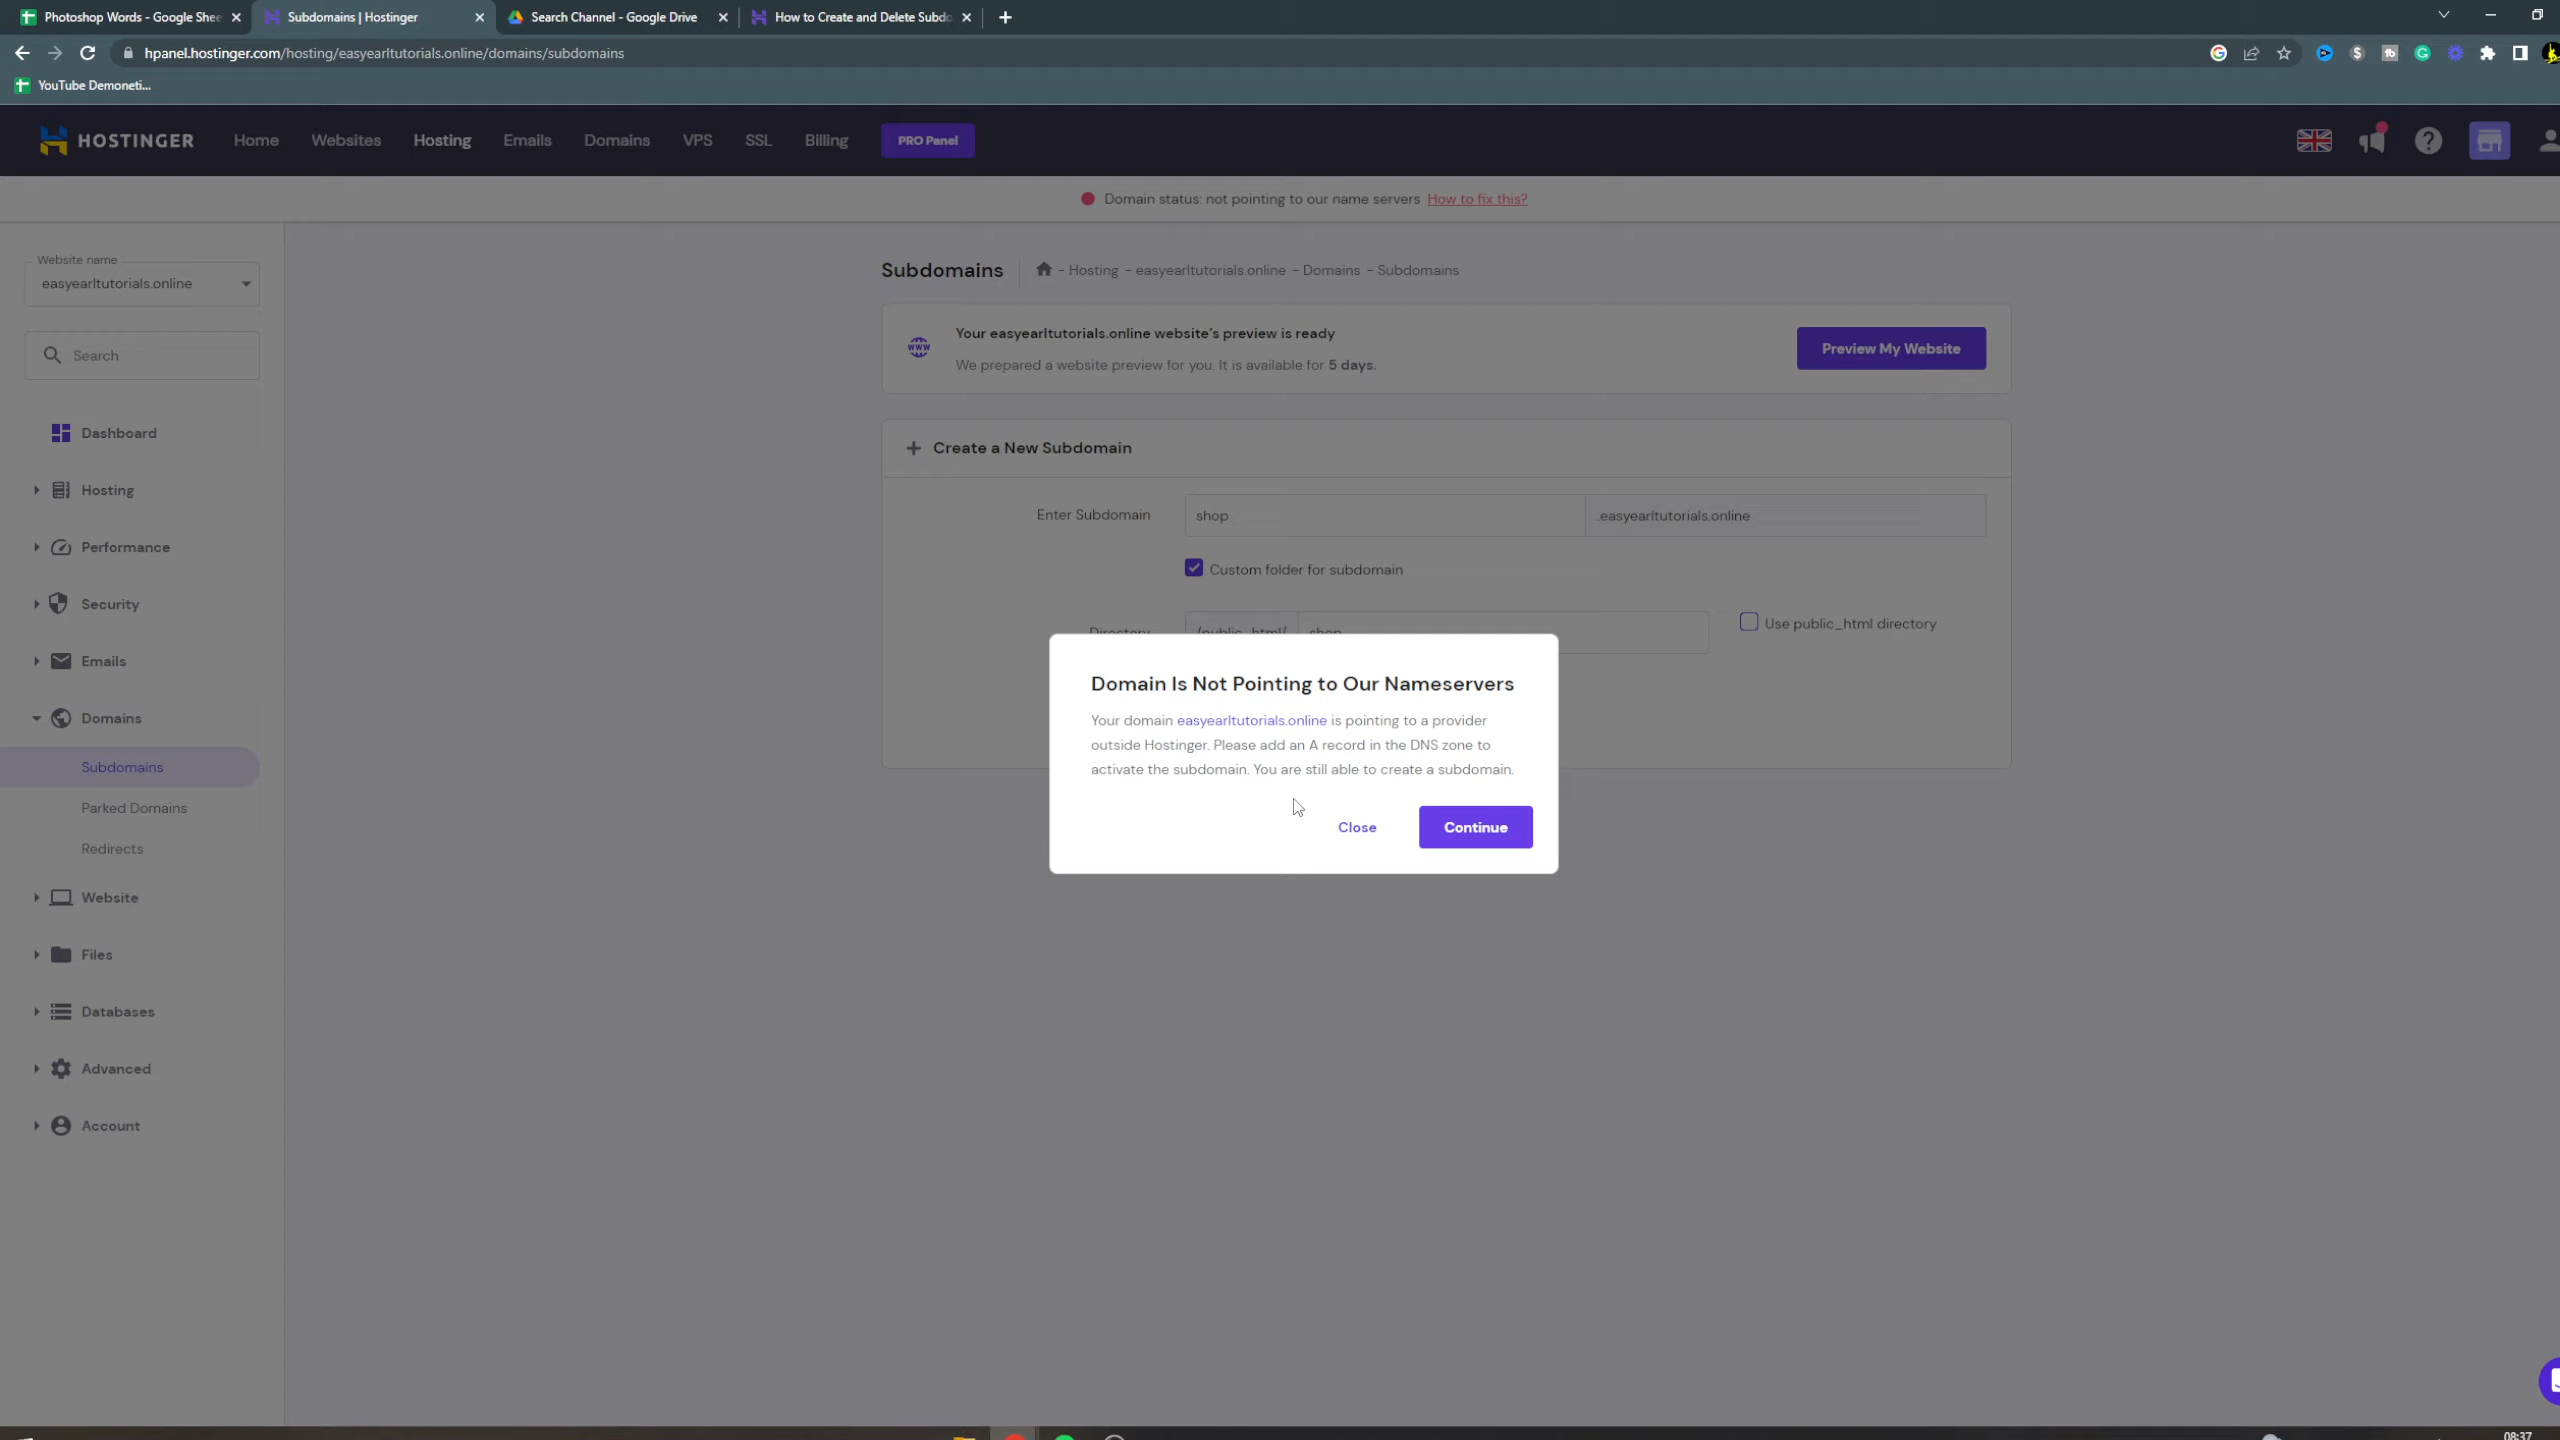 Photoshop Words - Google Shee
Subdomains | Hostinger
Search Channel - Google Drive
How to Create and Delete Subdo
hpanel.hostinger.com/hosting/easyearltutorials.online/domains/subdomains
YouTube Demoneti...
HOSTINGER
Home
Websites
Hosting
Emails
Domains
VPS
SSL
Billing
PRO Panel
Domain status: not pointing to our name servers How to fix this?
Website name
easyearltutorials.online
Search
Dashboard
Hosting
Performance
Security
Emails
Domains
Subdomains
Parked Domains
Redirects
Website
Files
Databases
Advanced
Account
Subdomains
- Hosting - easyearltutorials.online - Domains - Subdomains
Your easyearltutorials.online website's preview is ready
We prepared a website preview for you. It is available for 5 days.
Preview My Website
Create a New Subdomain
Enter Subdomain
shop
.easyearltutorials.online
Custom folder for subdomain
Directory
/public_html/
shop
Use public_html directory
Domain Is Not Pointing to Our Nameservers
Your domain easyearltutorials.online is pointing to a provider
outside Hostinger. Please add an A record in the DNS zone to
activate the subdomain. You are still able to create a subdomain.
Close
Continue
08:37